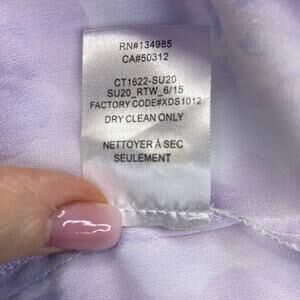 RN#134985
CA#50312
CT1622-SU20
SU20_RTW_6/15
FACTORY CODE#XDS1012
DRY CLEAN ONLY
NETTOYER À SEC
SEULEMENT